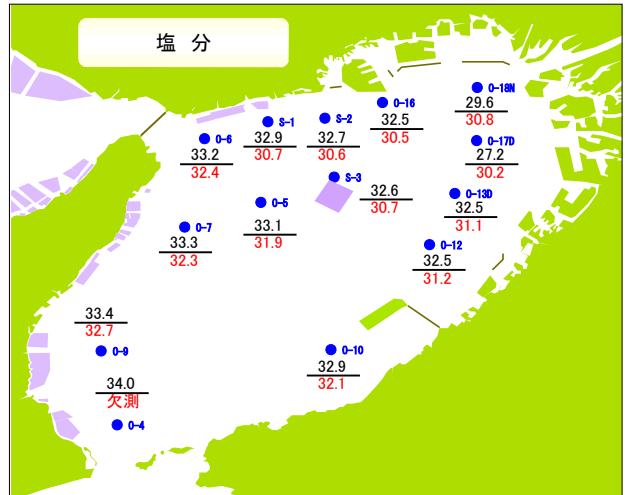 塩 分
O-18N
29.6
30.8
O-16
32.5
30.5
S-1
32.9
30.7
S-2
32.7
30.6
O-6
33.2
32.4
O-17D
27.2
30.2
S-3
32.6
30.7
O-13D
32.5
31.1
O-5
33.1
31.9
O-7
33.3
32.3
O-12
32.5
31.2
33.4
32.7
O-9
O-10
32.9
32.1
34.0
欠測
O-4